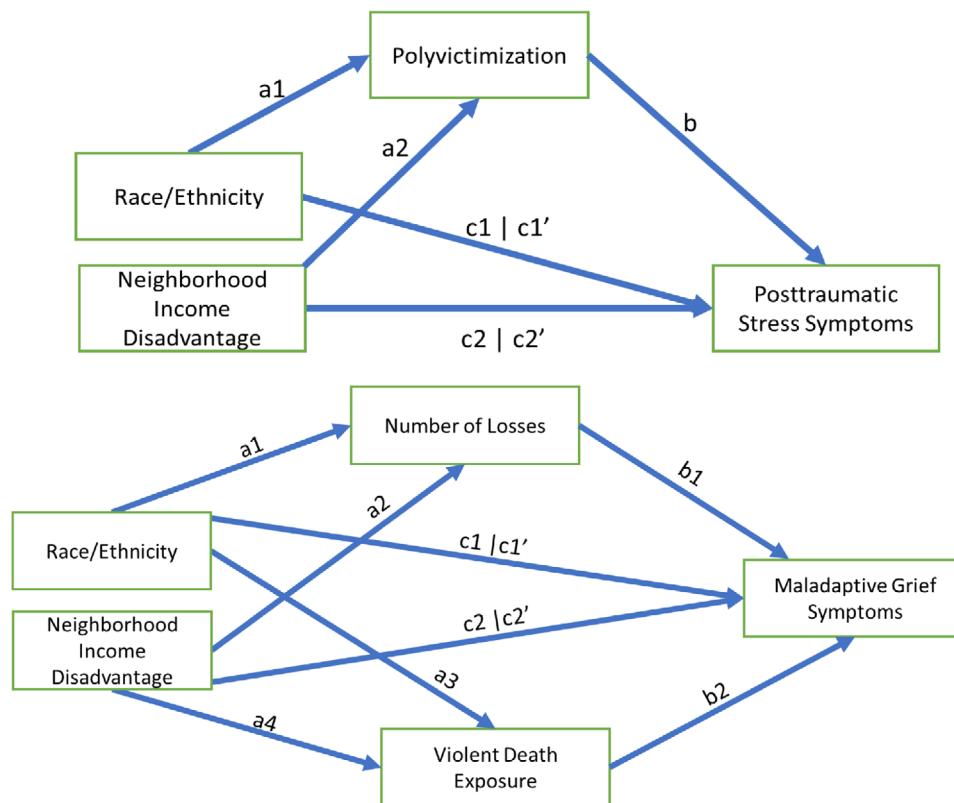 Polyvictimization
a1
b
a2
Race/Ethnicity
c1 | c1’
Neighborhood
Income
Disadvantage
Posttraumatic
Stress Symptoms
c2 | c2’
Number of Losses
a1
b1
a2
Race/Ethnicity
c1 |c1’
Maladaptive Grief
Symptoms
Neighborhood
Income
Disadvantage
c2 |c2’
a3
b2
a4
Violent Death
Exposure